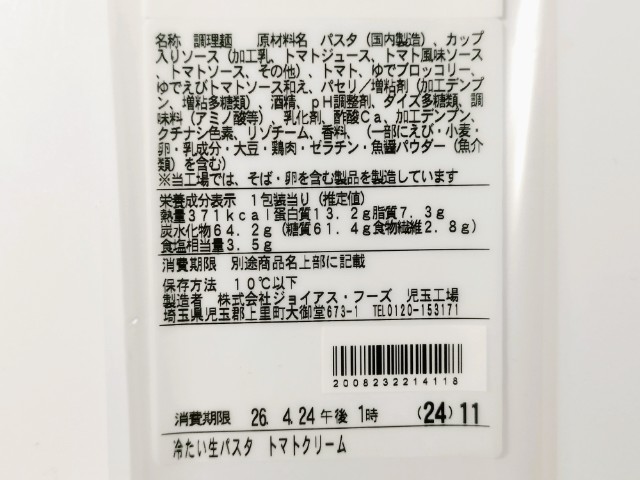 名称　調理麺　　原材料名　パスタ（国内製造）、カップ
入りソース（加工乳、トマトジュース、トマト風味ソース
、トマトソース、その他）、トマト、ゆでブロッコリー、
ゆでえびトマトソース和え、パセリ／増粘剤（加工デンプ
ン、増粘多糖類）、酒精、ｐＨ調整剤、ダイズ多糖類、調
味料（アミノ酸等）、乳化剤、酢酸Ｃａ、加工デンプン、
クチナシ色素、リゾチーム、香料、（一部にえび・小麦・
卵・乳成分・大豆・鶏肉・ゼラチン・魚醤パウダー（魚介
類）を含む）
※当工場では、そば・卵を含む製品を製造しています
栄養成分表示　１包装当り（推定値）
熱量３７１ｋｃａｌ蛋白質１３．２ｇ脂質７．３ｇ
炭水化物６４．２ｇ（糖質６１．４ｇ食物繊維２．８ｇ）
食塩相当量３．５ｇ
消費期限　別途商品名上部に記載
保存方法　１０℃以下
製造者　株式会社ジョイアス・フーズ　児玉工場
埼玉県児玉郡上里町大御堂673-1　TEL0120-153171
2008232214118
消費期限　26. 4.24午後 1時　(24) 11
冷たい生パスタ　トマトクリーム